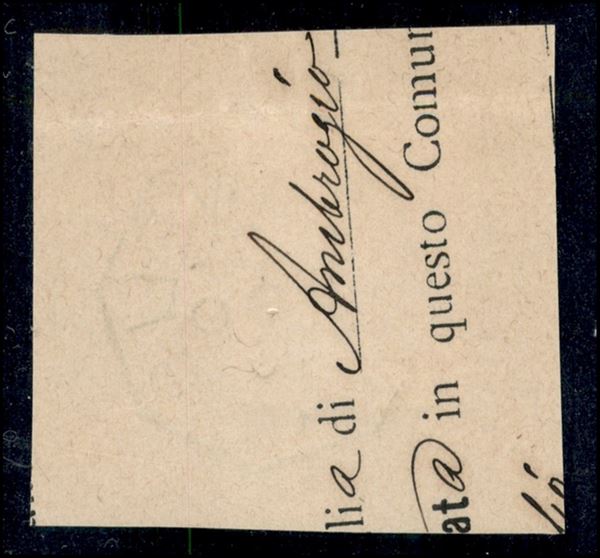 lia di Ambrogio
ata in questo Comun